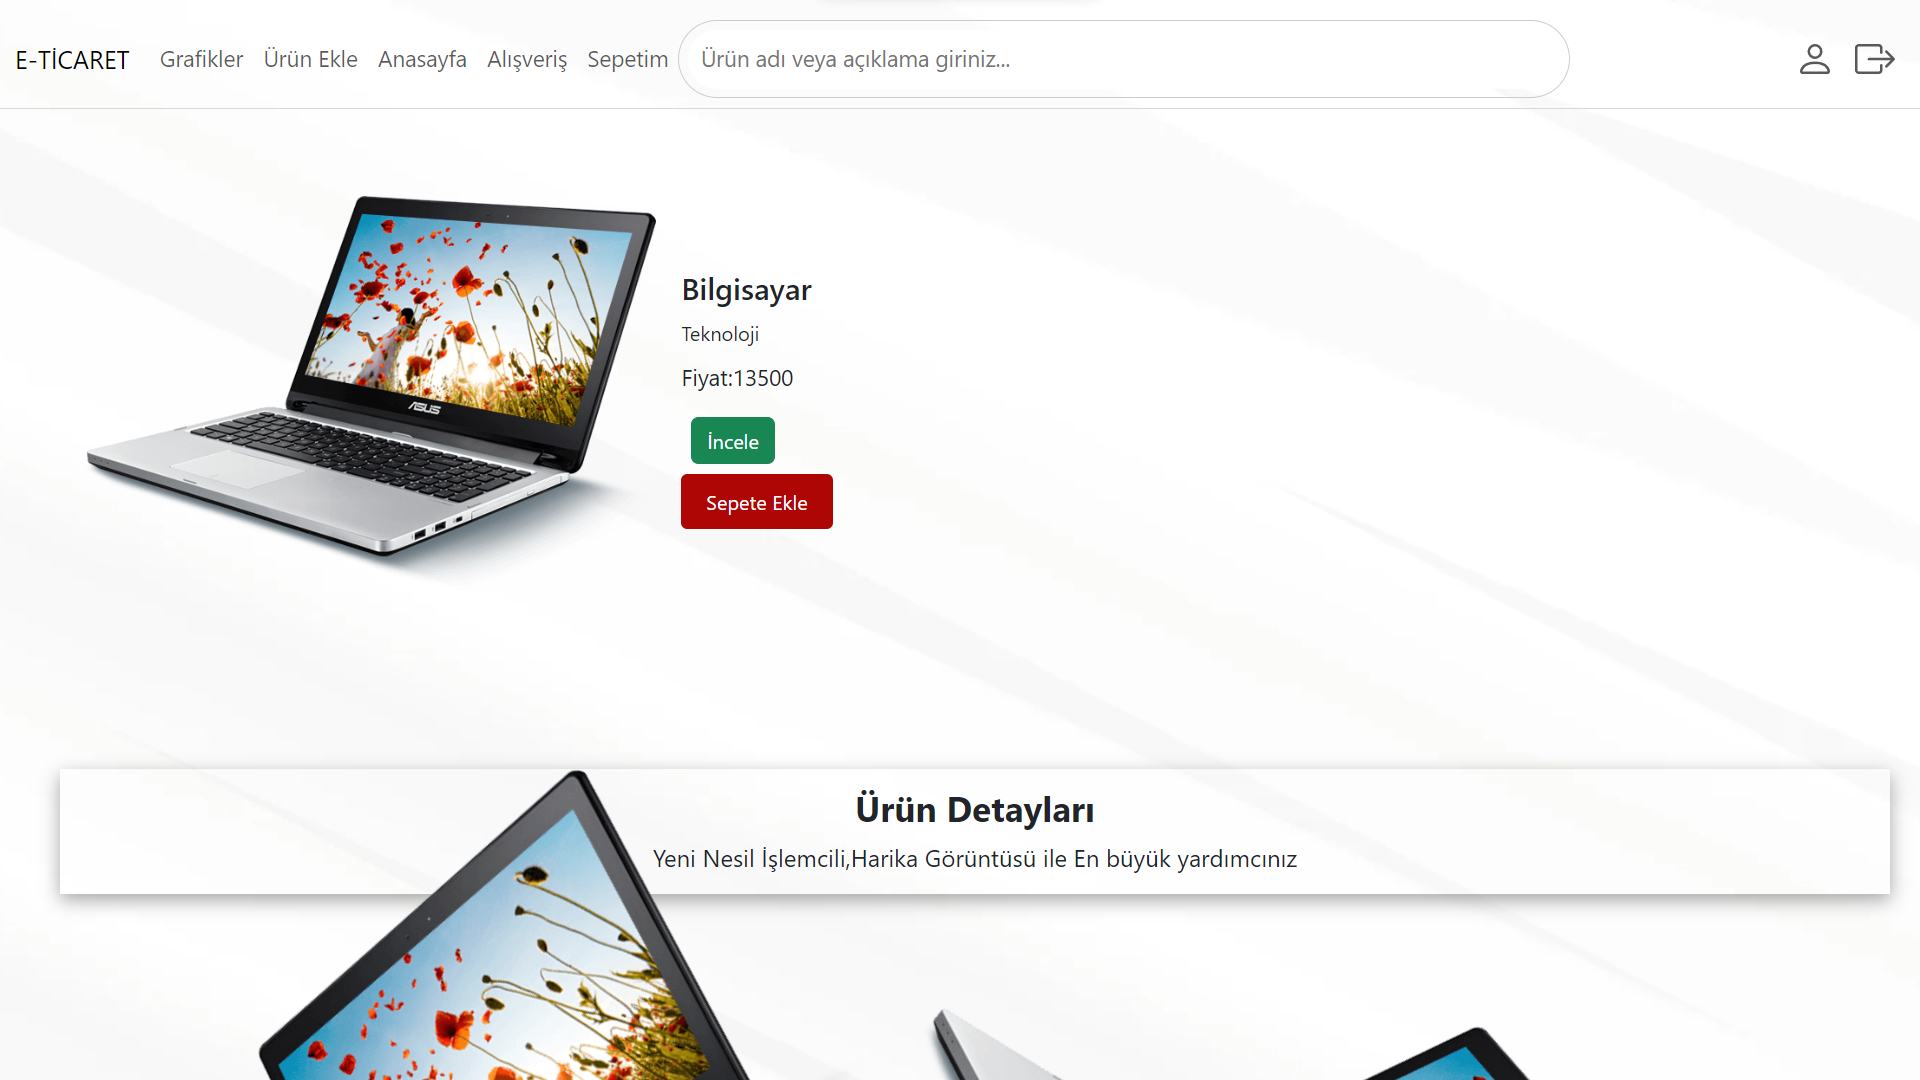 E-TİCARET Grafikler Ürün Ekle Anasayfa Alışveriş Sepetim Ürün adı veya açıklama giriniz...
Bilgisayar
Teknoloji
Fiyat:13500
İncele
Sepete Ekle
ASUS
Ürün Detayları
Yeni Nesil İşlemcili,Harika Görüntüsü ile En büyük yardımcınız